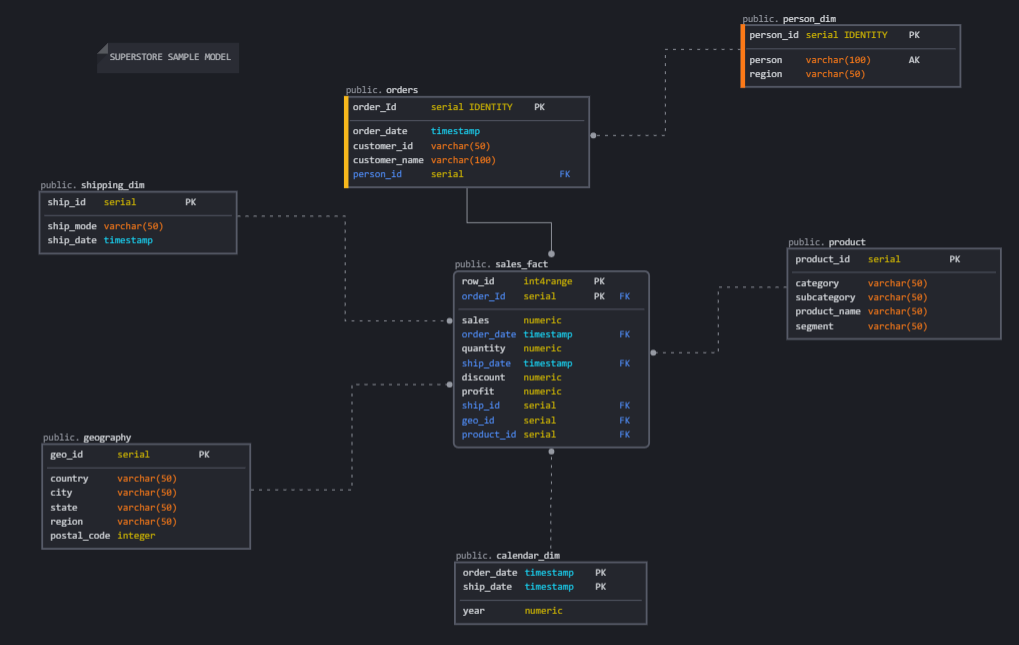 SUPERSTORE SAMPLE MODEL
public. person_dim
person_id serial IDENTITY PK
person varchar(100) AK
region varchar(50)
public. orders
order_Id serial IDENTITY PK
order_date timestamp
customer_id varchar(50)
customer_name varchar(100)
person_id serial FK
public. shipping_dim
ship_id serial PK
ship_mode varchar(50)
ship_date timestamp
public. sales_fact
row_id int4range PK
order_Id serial PK FK
sales numeric
order_date timestamp FK
quantity numeric
ship_date timestamp FK
discount numeric
profit numeric
ship_id serial FK
geo_id serial FK
product_id serial FK
public. product
product_id serial PK
category varchar(50)
subcategory varchar(50)
product_name varchar(50)
segment varchar(50)
public. geography
geo_id serial PK
country varchar(50)
city varchar(50)
state varchar(50)
region varchar(50)
postal_code integer
public. calendar_dim
order_date timestamp PK
ship_date timestamp PK
year numeric